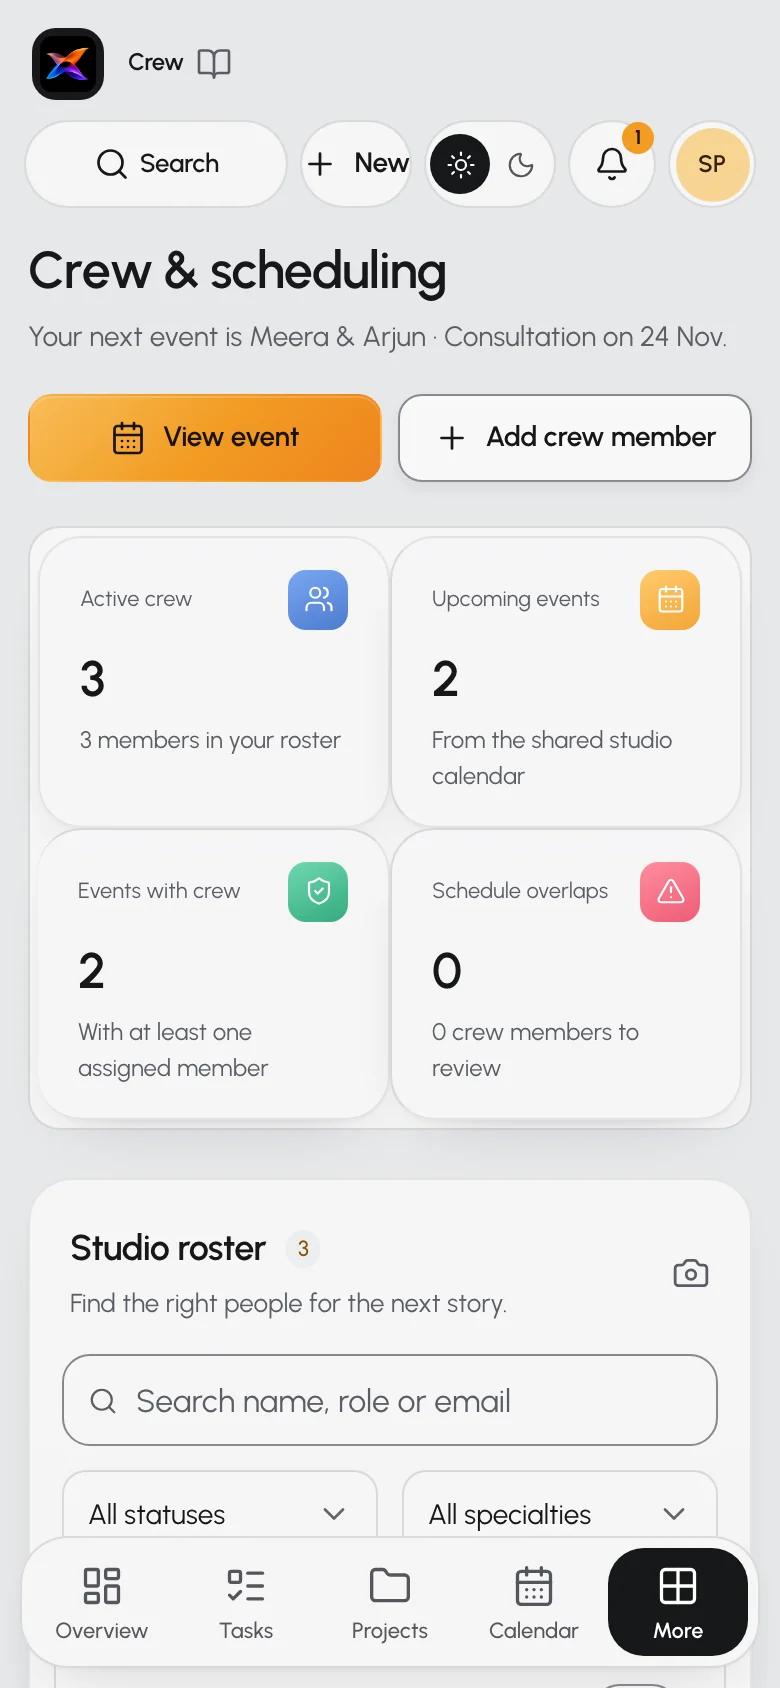 Crew
Search
New
1
SP
Crew & scheduling
Your next event is Meera & Arjun · Consultation on 24 Nov.
View event
Add crew member
Active crew
3
3 members in your roster
Upcoming events
2
From the shared studio
calendar
Events with crew
2
With at least one
assigned member
Schedule overlaps
0
0 crew members to
review
Studio roster 3
Find the right people for the next story.
Search name, role or email
All statuses
All specialties
Overview
Tasks
Projects
Calendar
More